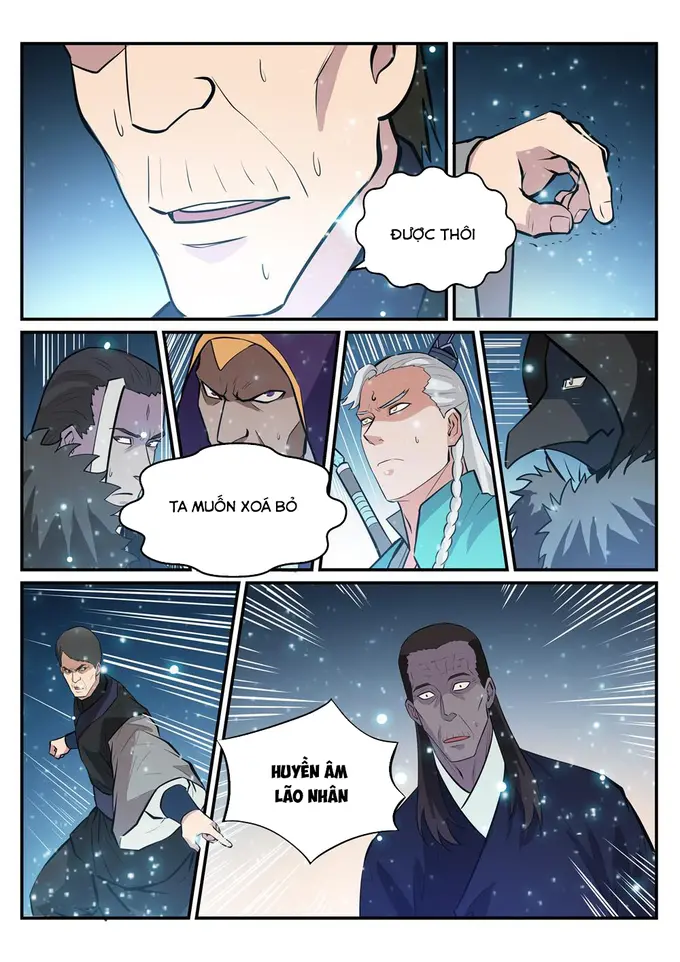 ĐƯỢC THÔI
TA MUỐN XOÁ BỎ
HUYỀN ÂM
LÃO NHÂN